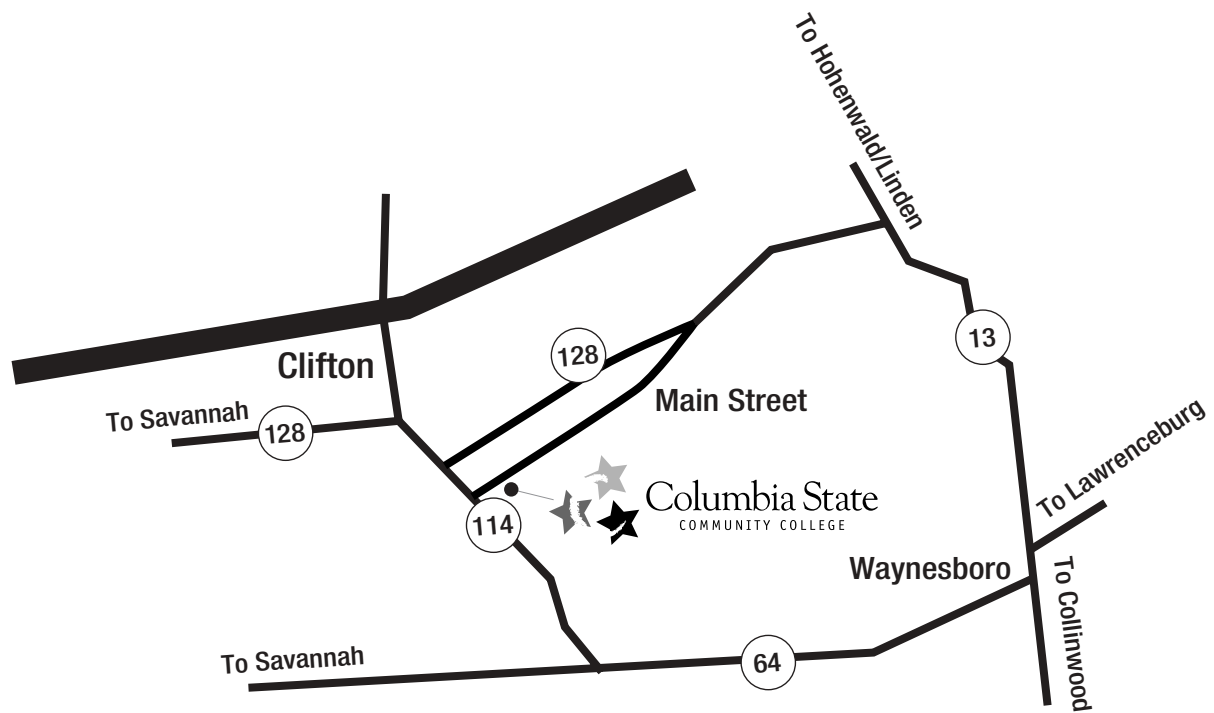 To Hohenwald/Linden
13
128
Clifton
Main Street
To Savannah
128
To Lawrenceburg
Columbia State
COMMUNITY COLLEGE
114
Waynesboro
To Collinwood
To Savannah
64